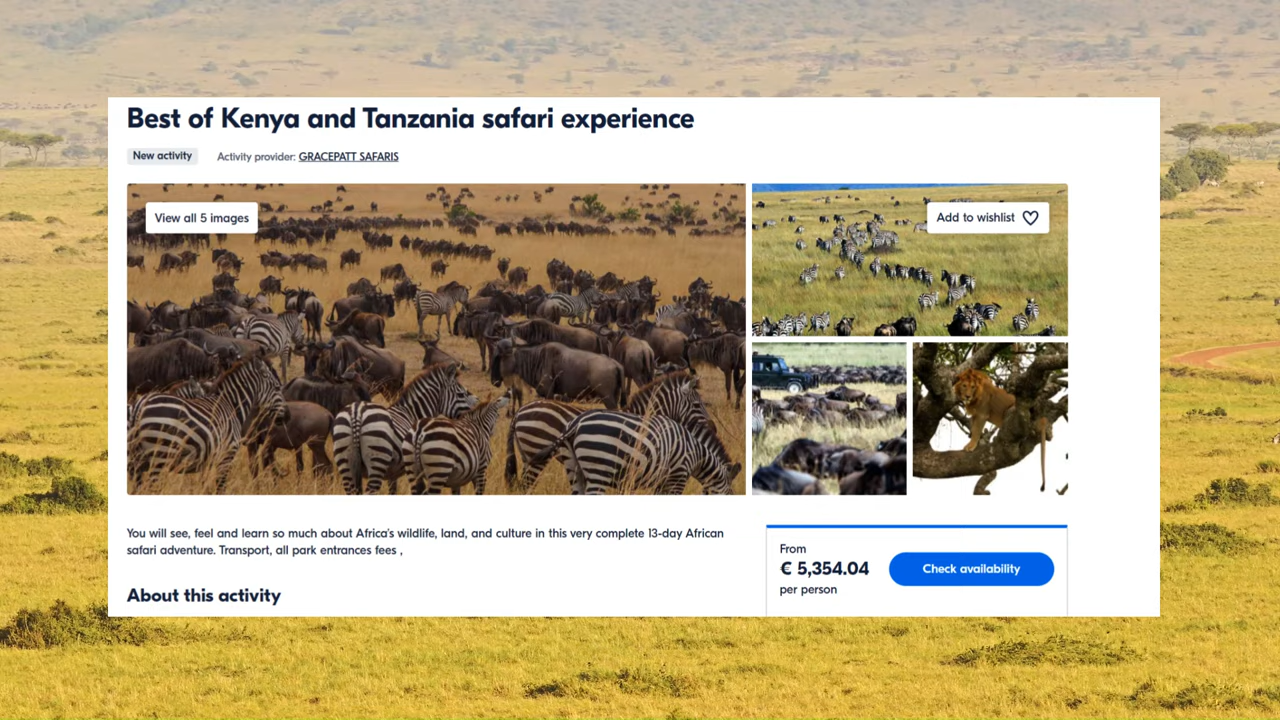 Best of Kenya and Tanzania safari experience
New activity
Activity provider: GRACEPATT SAFARIS
View all 5 images
Add to wishlist
You will see, feel and learn so much about Africa's wildlife, land, and culture in this very complete 13-day African
safari adventure. Transport, all park entrances fees ,
About this activity
From
€ 5,354.04
per person
Check availability